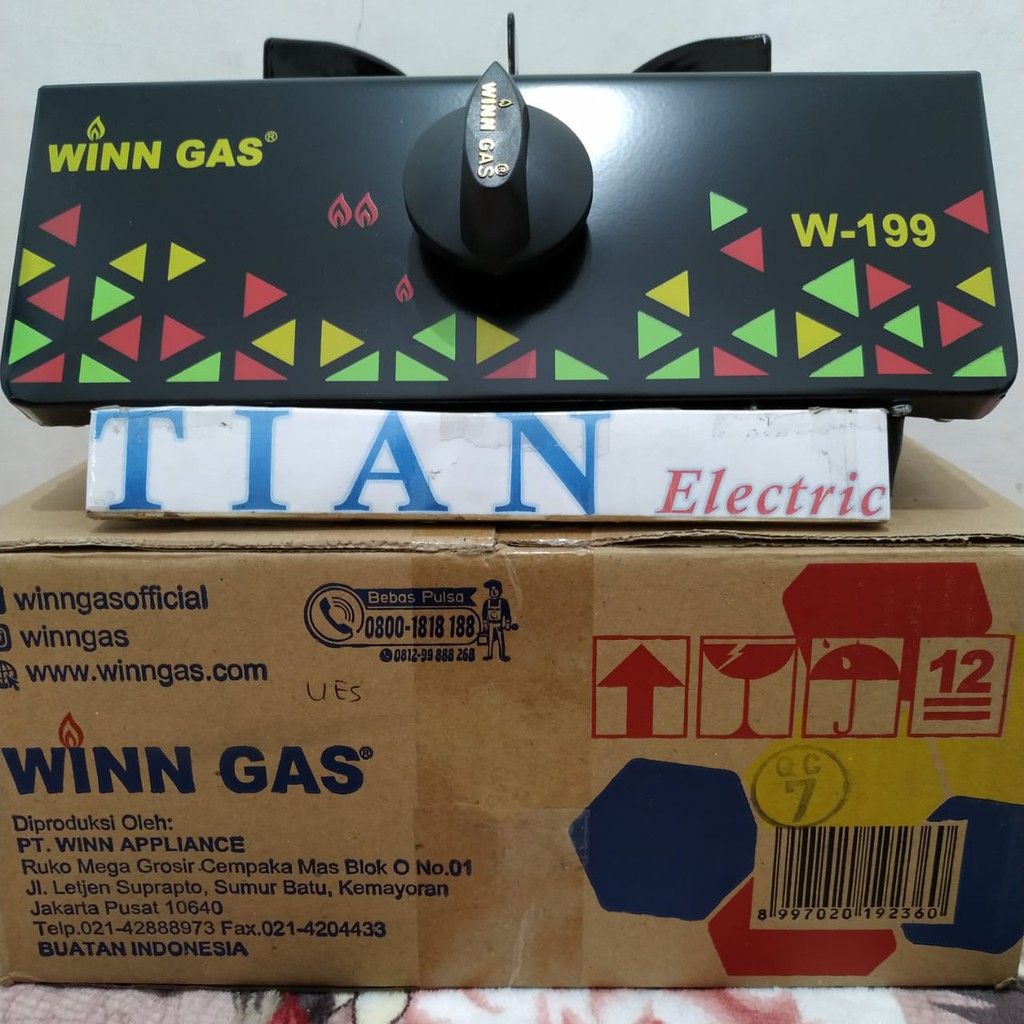 WINN GAS®
WINN GAS®
W-199
TIAN Electric
winngasofficial
winngas
www.winngas.com
Bebas Pulsa
0800-1818 188
0812-99 888 268
UES
12
WINN GAS®
QC
7
Diproduksi Oleh:
PT. WINN APPLIANCE
Ruko Mega Grosir Cempaka Mas Blok O No.01
Jl. Letjen Suprapto, Sumur Batu, Kemayoran
Jakarta Pusat 10640
Telp.021-42888973 Fax.021-4204433
BUATAN INDONESIA
8 997020 192360